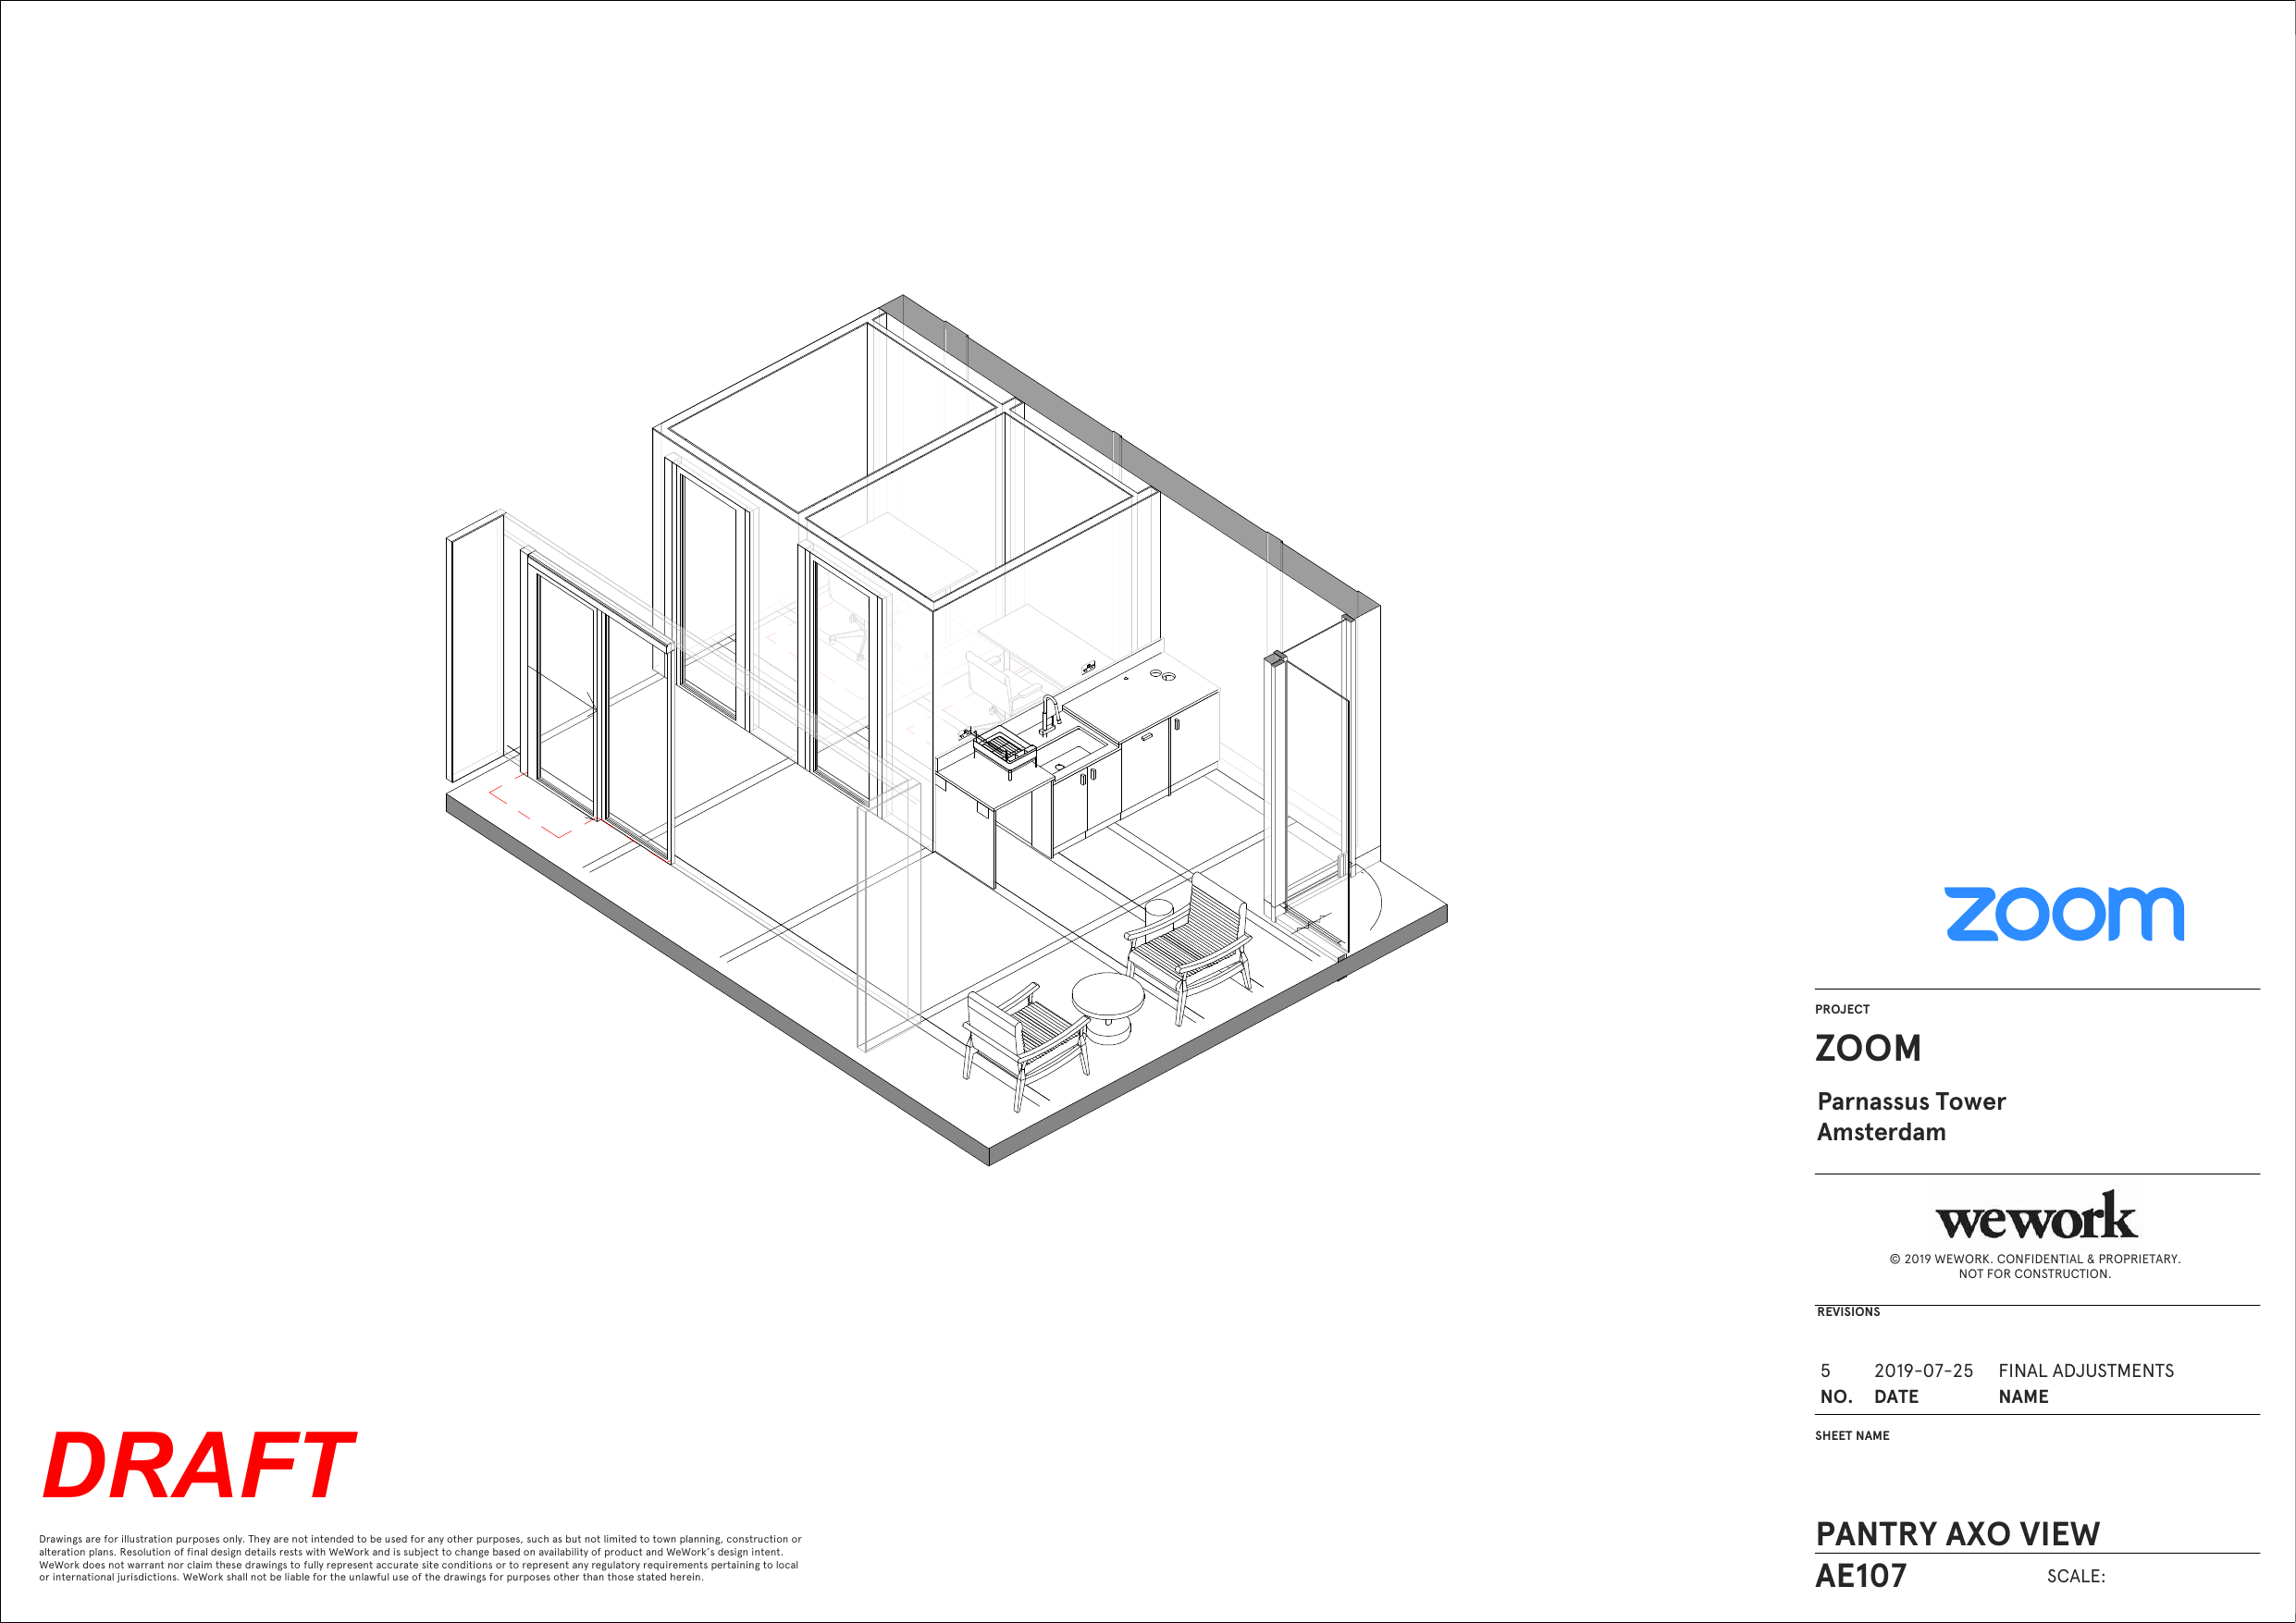 zoom
PROJECT
ZOOM
Parnassus Tower
Amsterdam
wework
© 2019 WEWORK. CONFIDENTIAL & PROPRIETARY.
NOT FOR CONSTRUCTION.
REVISIONS
5 2019-07-25 FINAL ADJUSTMENTS
NO. DATE NAME
SHEET NAME
PANTRY AXO VIEW
AE107 SCALE:
DRAFT
Drawings are for illustration purposes only. They are not intended to be used for any other purposes, such as but not limited to town planning, construction or
alteration plans. Resolution of final design details rests with WeWork and is subject to change based on availability of product and WeWork's design intent.
WeWork does not warrant nor claim these drawings to fully represent accurate site conditions or to represent any regulatory requirements pertaining to local
or international jurisdictions. WeWork shall not be liable for the unlawful use of the drawings for purposes other than those stated herein.